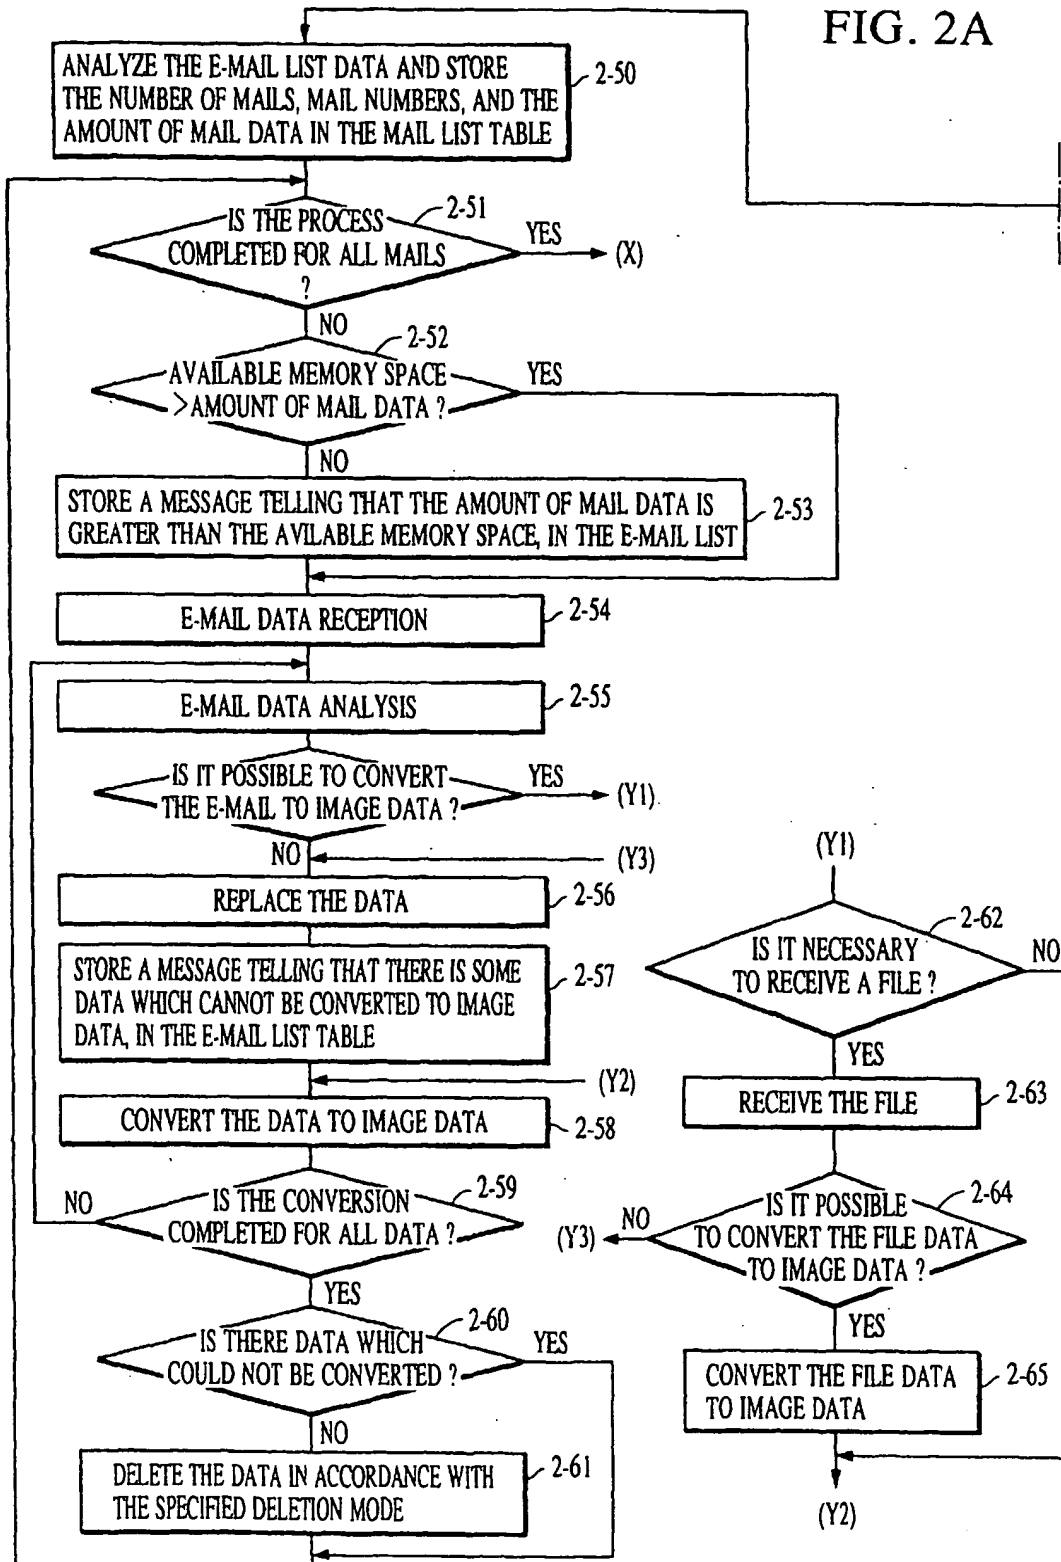 FIG. 2A
ANALYZE THE E-MAIL LIST DATA AND STORE
THE NUMBER OF MAILS, MAIL NUMBERS, AND THE
AMOUNT OF MAIL DATA IN THE MAIL LIST TABLE
2-50
2-51
IS THE PROCESS
COMPLETED FOR ALL MAILS
?
YES
(X)
NO
2-52
AVAILABLE MEMORY SPACE
>AMOUNT OF MAIL DATA ?
YES
NO
STORE A MESSAGE TELLING THAT THE AMOUNT OF MAIL DATA IS
GREATER THAN THE AVILABLE MEMORY SPACE, IN THE E-MAIL LIST
2-53
E-MAIL DATA RECEPTION
2-54
E-MAIL DATA ANALYSIS
2-55
IS IT POSSIBLE TO CONVERT
THE E-MAIL TO IMAGE DATA ?
YES
(Y1)
NO
(Y3)
REPLACE THE DATA
2-56
STORE A MESSAGE TELLING THAT THERE IS SOME
DATA WHICH CANNOT BE CONVERTED TO IMAGE
DATA, IN THE E-MAIL LIST TABLE
2-57
(Y2)
CONVERT THE DATA TO IMAGE DATA
2-58
2-59
IS THE CONVERSION
COMPLETED FOR ALL DATA ?
NO
YES
2-60
IS THERE DATA WHICH
COULD NOT BE CONVERTED ?
YES
NO
DELETE THE DATA IN ACCORDANCE WITH
THE SPECIFIED DELETION MODE
2-61
(Y1)
2-62
IS IT NECESSARY
TO RECEIVE A FILE ?
NO
YES
RECEIVE THE FILE
2-63
2-64
IS IT POSSIBLE
TO CONVERT THE FILE DATA
TO IMAGE DATA ?
NO
(Y3)
YES
CONVERT THE FILE DATA
TO IMAGE DATA
2-65
(Y2)